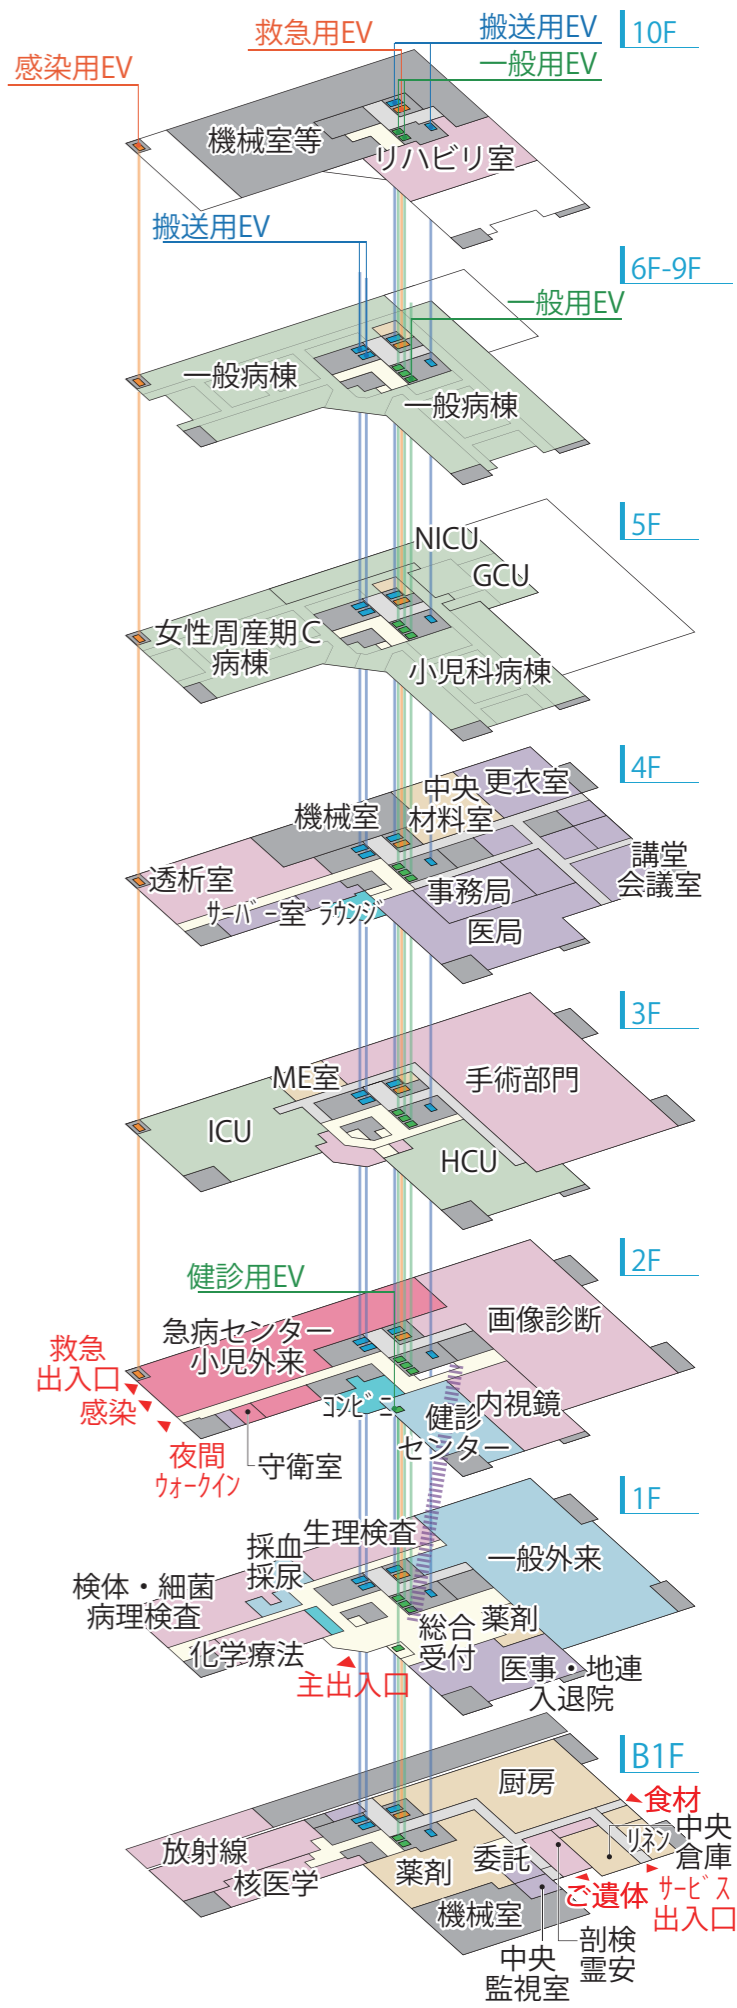 感染用EV
救急用EV
搬送用EV
一般用EV
10F
機械室等
リハビリ室
搬送用EV
一般用EV
6F-9F
一般病棟
一般病棟
5F
NICU
GCU
女性周産期C
病棟
小児科病棟
4F
更衣室
中央
材料室
機械室
透析室
サーバー室
ラウンジ
事務局
医局
講堂
会議室
3F
ME室
手術部門
ICU
HCU
2F
健診用EV
急病センター
小児外来
画像診断
救急
出入口
感染
夜間
ウォークイン
守衛室
コンビニ
健診
センター
内視鏡
1F
生理検査
採血
採尿
一般外来
検体・細菌
病理検査
化学療法
主出入口
総合
受付
薬剤
医事・地連
入退院
B1F
厨房
食材
放射線
核医学
薬剤
委託
リネン
中央
倉庫
ご遺体
サービス
出入口
機械室
中央
監視室
剖検
霊安